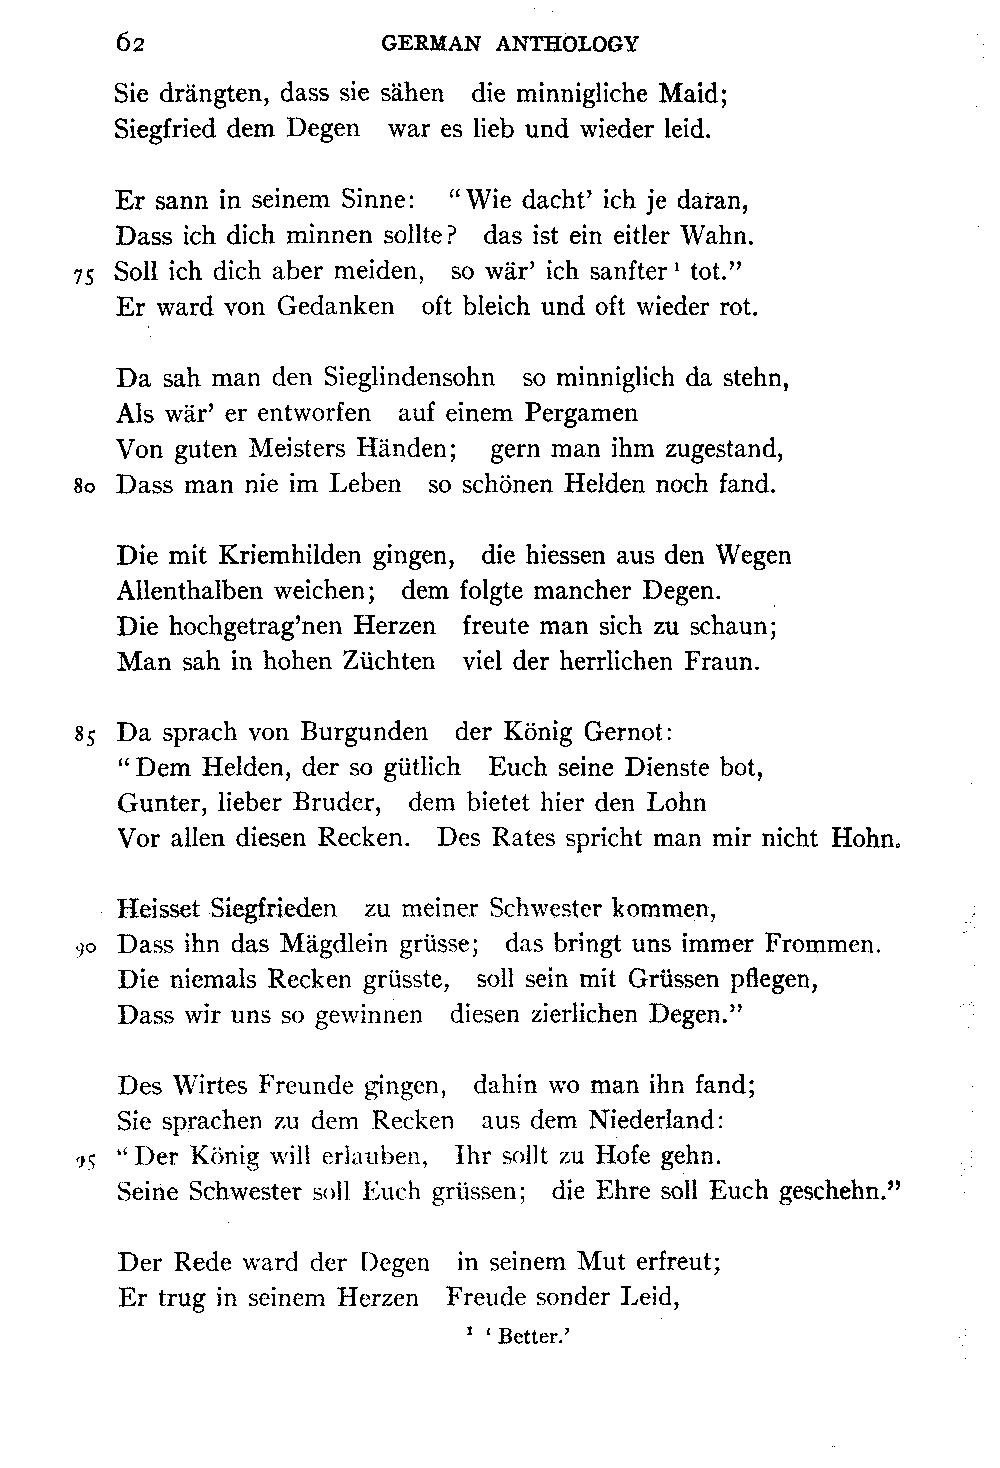 62 GERMAN ANTHOLOGY
Sie drängten, dass sie sähen die minnigliche Maid;
Siegfried dem Degen war es lieb und wieder leid.
Er sann in seinem Sinne: "Wie dacht' ich je daran,
Dass ich dich minnen sollte? das ist ein eitler Wahn.
75 Soll ich dich aber meiden, so wär' ich sanfter¹ tot."
Er ward von Gedanken oft bleich und oft wieder rot.
Da sah man den Sieglindensohn so minniglich da stehn,
Als wär' er entworfen auf einem Pergamen
Von guten Meisters Händen; gern man ihm zugestand,
80 Dass man nie im Leben so schönen Helden noch fand.
Die mit Kriemhilden gingen, die hiessen aus den Wegen
Allenthalben weichen; dem folgte mancher Degen.
Die hochgetrag'nen Herzen freute man sich zu schaun;
Man sah in hohen Züchten viel der herrlichen Fraun.
85 Da sprach von Burgunden der König Gernot:
"Dem Helden, der so gütlich Euch seine Dienste bot,
Gunter, lieber Bruder, dem bietet hier den Lohn
Vor allen diesen Recken. Des Rates spricht man mir nicht Hohn.
Heisset Siegfrieden zu meiner Schwester kommen,
90 Dass ihn das Mägdlein grüsse; das bringt uns immer Frommen.
Die niemals Recken grüsste, soll sein mit Grüssen pflegen,
Dass wir uns so gewinnen diesen zierlichen Degen."
Des Wirtes Freunde gingen, dahin wo man ihn fand;
Sie sprachen zu dem Recken aus dem Niederland:
95 "Der König will erlauben, Ihr sollt zu Hofe gehn.
Seine Schwester soll Euch grüssen; die Ehre soll Euch geschehn."
Der Rede ward der Degen in seinem Mut erfreut;
Er trug in seinem Herzen Freude sonder Leid,
¹ 'Better.'